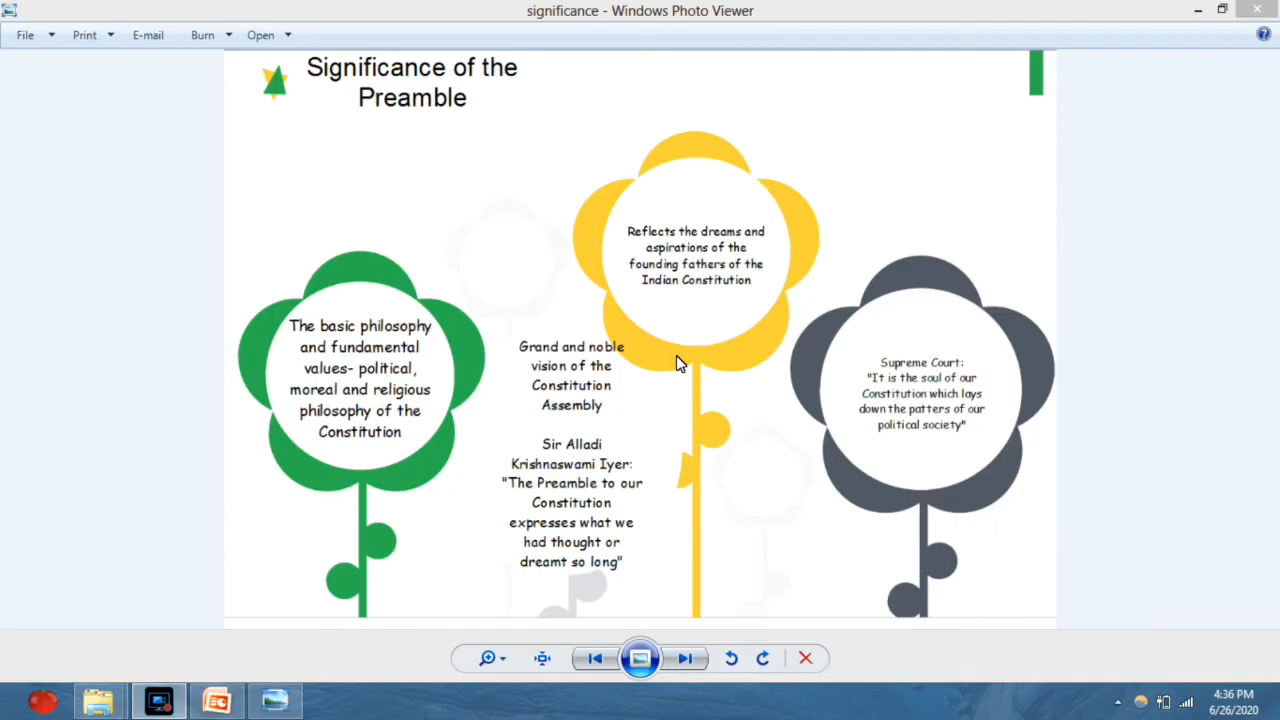 significance - Windows Photo Viewer
File Print E-mail Burn Open
Significance of the
Preamble
The basic philosophy
and fundamental
values- political,
moreal and religious
philosophy of the
Constitution
Grand and noble
vision of the
Constitution
Assembly
Sir Alladi
Krishnaswami Iyer:
"The Preamble to our
Constitution
expresses what we
had thought or
dreamt so long"
Reflects the dreams and
aspirations of the
founding fathers of the
Indian Constitution
Supreme Court:
"It is the soul of our
Constitution which lays
down the patters of our
political society"
4:36 PM
6/26/2020